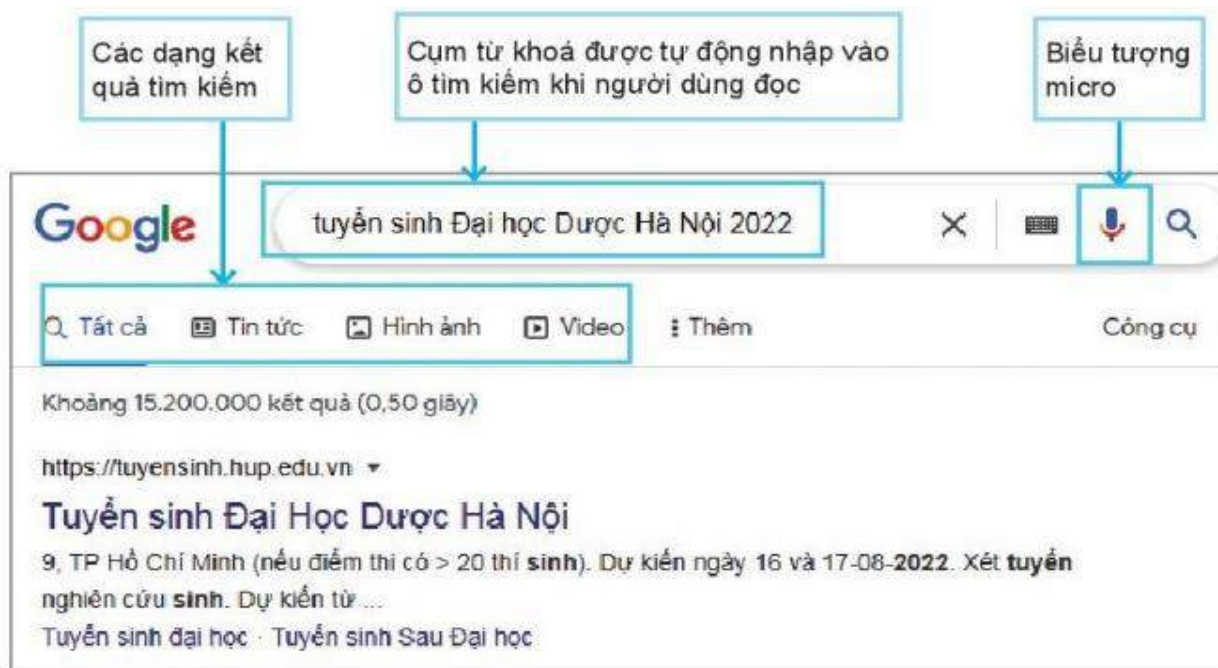 Các dạng kết
quả tìm kiếm
Cụm từ khoá được tự động nhập vào
ô tìm kiếm khi người dùng đọc
Biểu tượng
micro
Google
tuyển sinh Đại học Dược Hà Nội 2022
Tất cả Tin tức Hình ảnh Video Thêm Công cụ
Khoảng 15.200.000 kết quả (0,50 giây)
https://tuyensinh.hup.edu.vn
Tuyển sinh Đại Học Dược Hà Nội
9, TP Hồ Chí Minh (nếu điểm thi có > 20 thí sinh). Dự kiến ngày 16 và 17-08-2022. Xét tuyển
nghiên cứu sinh. Dự kiến từ ...
Tuyển sinh đại học · Tuyển sinh Sau Đại học